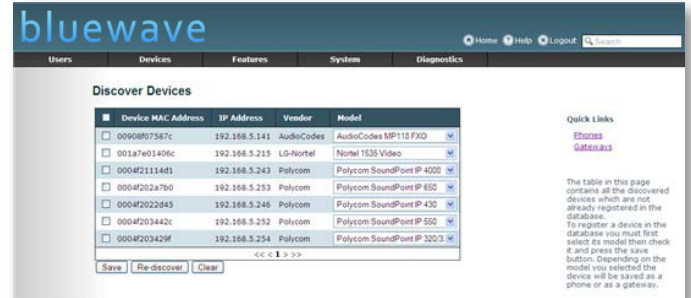 bluewave
Home Help Logout Search
Users Devices Features System Diagnostics
Discover Devices
Device MAC Address IP Address Vendor Model
00908f07587c 192.168.5.141 AudioCodes AudioCodes MP118 FXO
001a7e01406c 192.168.5.215 LG-Nortel Nortel 1535 Video
0004f21114d1 192.168.5.243 Polycom Polycom SoundPoint IP 4000
0004f202a7b0 192.168.5.253 Polycom Polycom SoundPoint IP 650
0004f2022d45 192.168.5.246 Polycom Polycom SoundPoint IP 430
0004f203442c 192.168.5.252 Polycom Polycom SoundPoint IP 550
0004f203429f 192.168.5.254 Polycom Polycom SoundPoint IP 320/3
<< < 1 > >>
Save Re-discover Clear
Quick Links
Phones
Gateways
The table in this page
contains all the discovered
devices which are not
already registered in the
database.
To register a device in the
database you must first
select its model then check
it and press the save
button. Depending on the
model you selected the
device will be saved as a
phone or as a gateway.